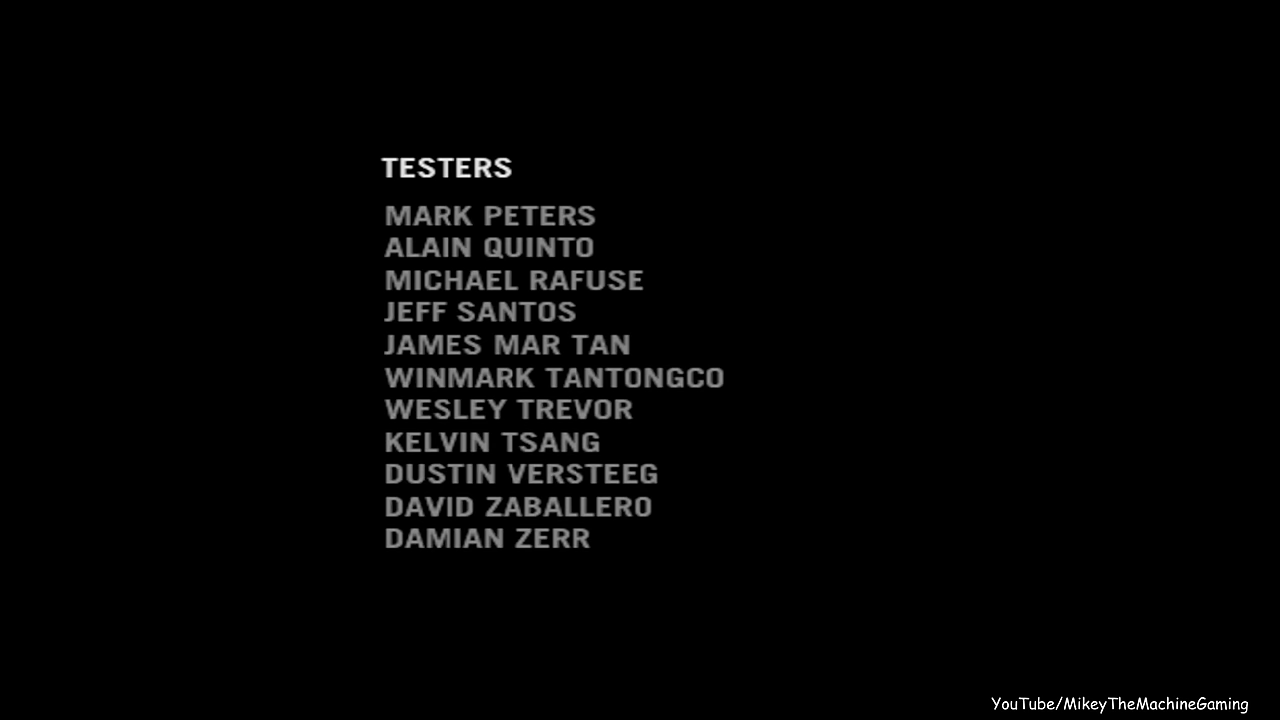 TESTERS
MARK PETERS
ALAIN QUINTO
MICHAEL RAFUSE
JEFF SANTOS
JAMES MAR TAN
WINMARK TANTONGCO
WESLEY TREVOR
KELVIN TSANG
DUSTIN VERSTEEG
DAVID ZABALLERO
DAMIAN ZERR
YouTube/MikeyTheMachineGaming